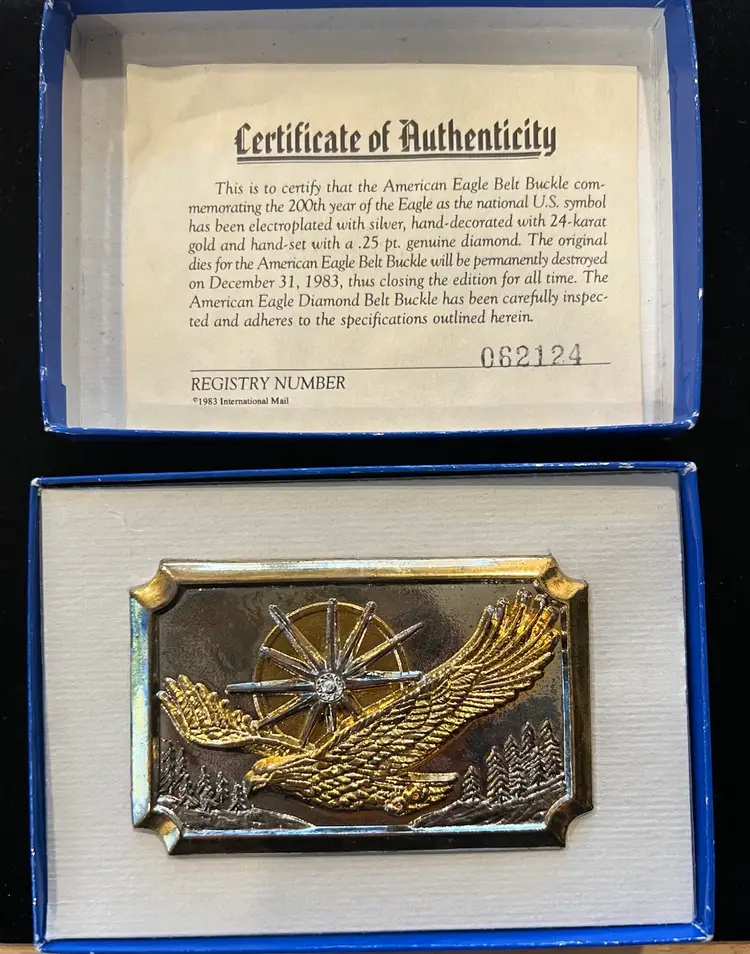 Certificate of Authenticity
This is to certify that the American Eagle Belt Buckle com-
memorating the 200th year of the Eagle as the national U.S. symbol
has been electroplated with silver, hand-decorated with 24-karat
gold and hand-set with a .25 pt. genuine diamond. The original
dies for the American Eagle Belt Buckle will be permanently destroyed
on December 31, 1983, thus closing the edition for all time. The
American Eagle Diamond Belt Buckle has been carefully inspec-
ted and adheres to the specifications outlined herein.
062124
REGISTRY NUMBER
©1983 International Mail